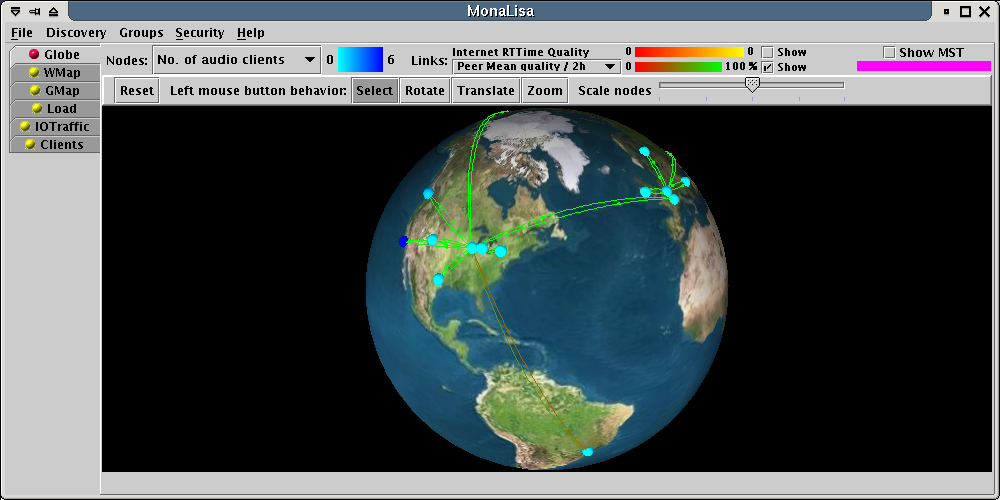 MonaLisa
File Discovery Groups Security Help
Globe
WMap
GMap
Load
IOTraffic
Clients
Nodes: No. of audio clients 0 6 Links:
Internet RTTime Quality 0 0 Show
Peer Mean quality / 2h 0 100 % Show
Show MST
Reset Left mouse button behavior: Select Rotate Translate Zoom Scale nodes